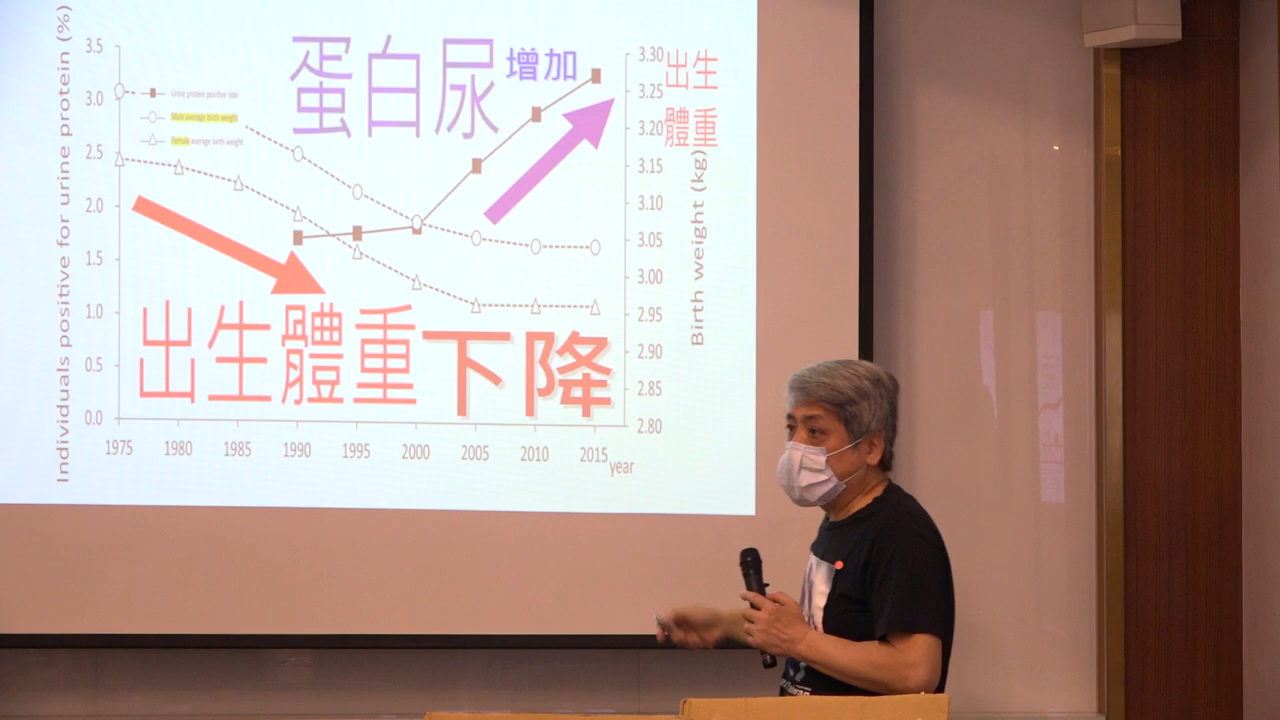 Individuals positive for urine protein (%)
3.5
3.0
2.5
2.0
1.5
1.0
0.5
0.0
Urine protein positive rate
Male average birth weight
Female average birth weight
蛋白尿增加
出生
體重
出生體重下降
3.30
3.25
3.20
3.15
3.10
3.05
3.00
2.95
2.90
2.85
2.80
Birth weight (kg)
1975 1980 1985 1990 1995 2000 2005 2010 2015 year